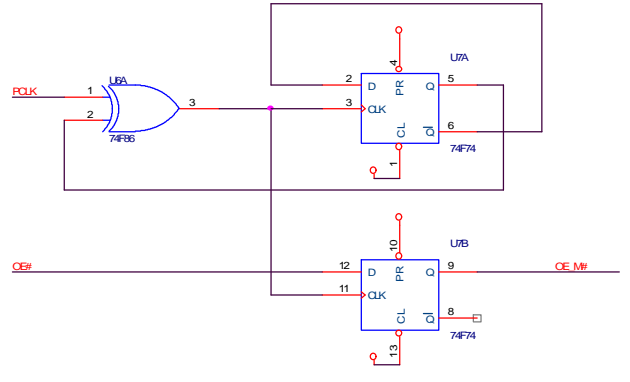 U7A
4
U6A
PCLK
1
2
D
PR
Q
5
3
3
CLK
2
CL
Q
6
74F86
74F74
1
U7B
10
OE#
12
D
PR
Q
9
OE_M#
11
CLK
CL
Q
8
74F74
13